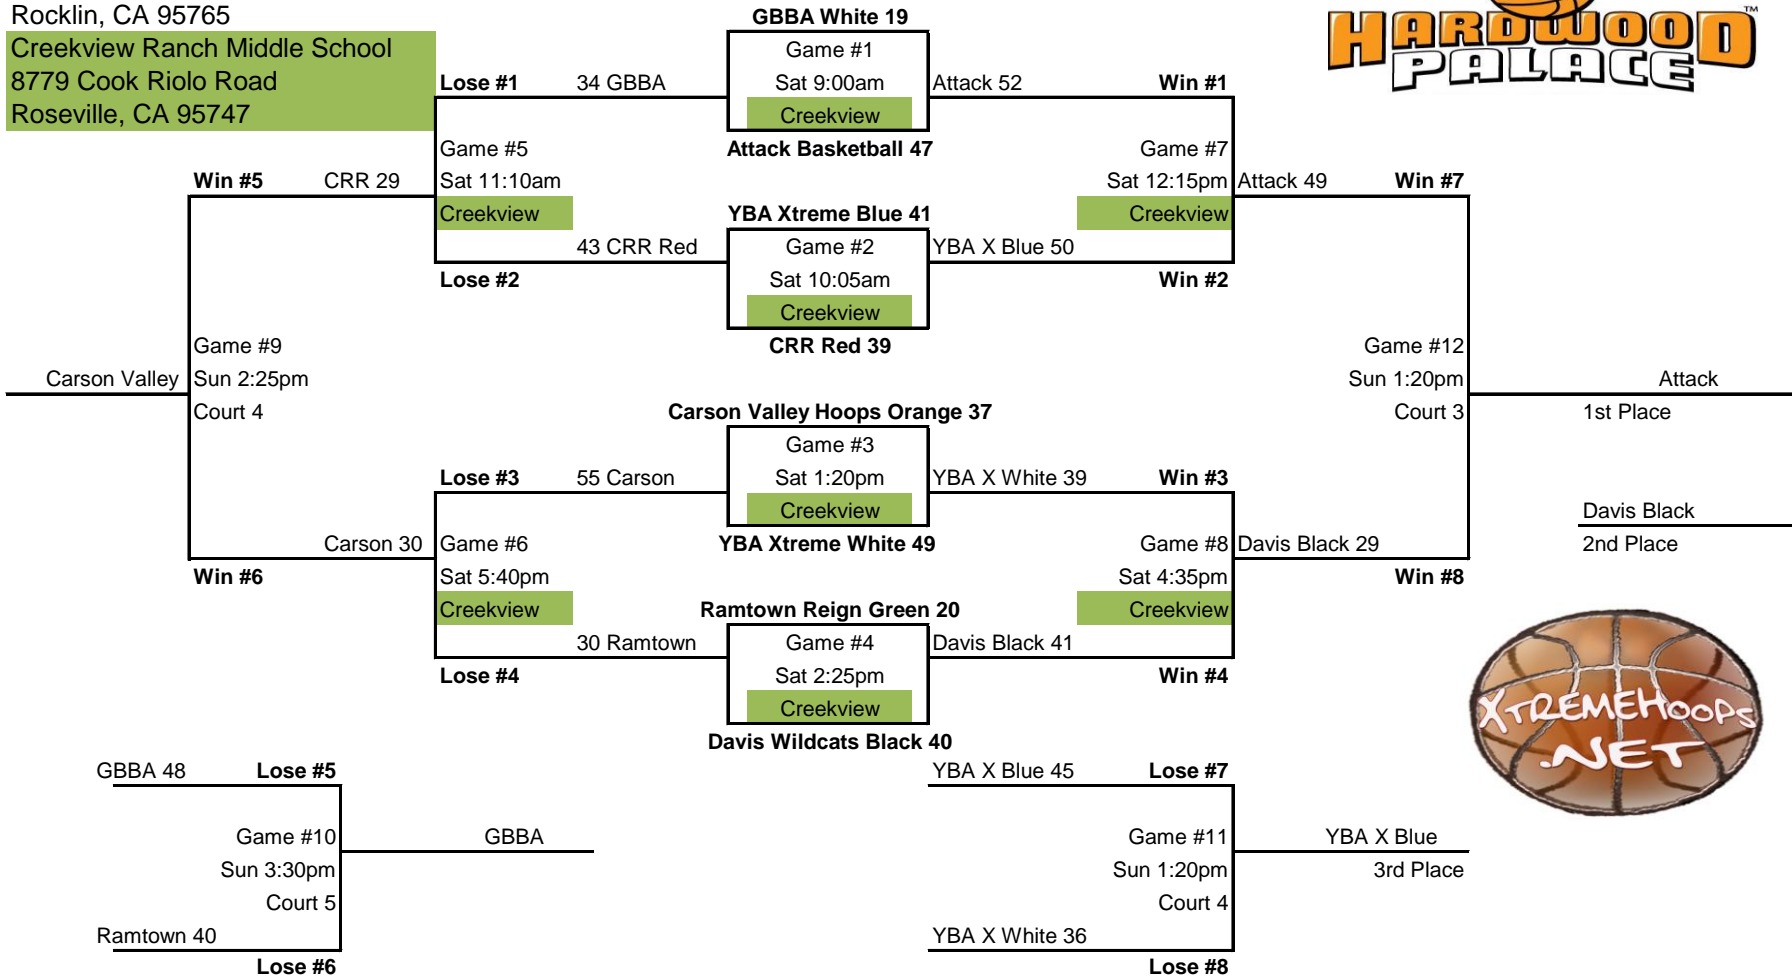 Rocklin, CA 95765
Creekview Ranch Middle School
8779 Cook Riolo Road
Roseville, CA 95747
HARDWOOD
PALACE
TM
GBBA White 19
Game #1
Sat 9:00am
Creekview
Attack Basketball 47
Lose #1
34 GBBA
Attack 52
Win #1
Game #5
Sat 11:10am
Creekview
Game #7
Sat 12:15pm
Creekview
Win #5
CRR 29
Attack 49
Win #7
YBA Xtreme Blue 41
Game #2
Sat 10:05am
Creekview
CRR Red 39
43 CRR Red
Lose #2
YBA X Blue 50
Win #2
Game #9
Sun 2:25pm
Court 4
Carson Valley
Game #12
Sun 1:20pm
Court 3
Attack
1st Place
Carson Valley Hoops Orange 37
Game #3
Sat 1:20pm
Creekview
YBA Xtreme White 49
Lose #3
55 Carson
YBA X White 39
Win #3
Davis Black
2nd Place
Carson 30
Win #6
Game #6
Sat 5:40pm
Creekview
Game #8
Sat 4:35pm
Creekview
Davis Black 29
Win #8
Ramtown Reign Green 20
Game #4
Sat 2:25pm
Creekview
Davis Wildcats Black 40
30 Ramtown
Lose #4
Davis Black 41
Win #4
XTREMEHOOPS
.NET
GBBA 48
Lose #5
Game #10
Sun 3:30pm
Court 5
GBBA
Ramtown 40
Lose #6
YBA X Blue 45
Lose #7
Game #11
Sun 1:20pm
Court 4
YBA X Blue
3rd Place
YBA X White 36
Lose #8